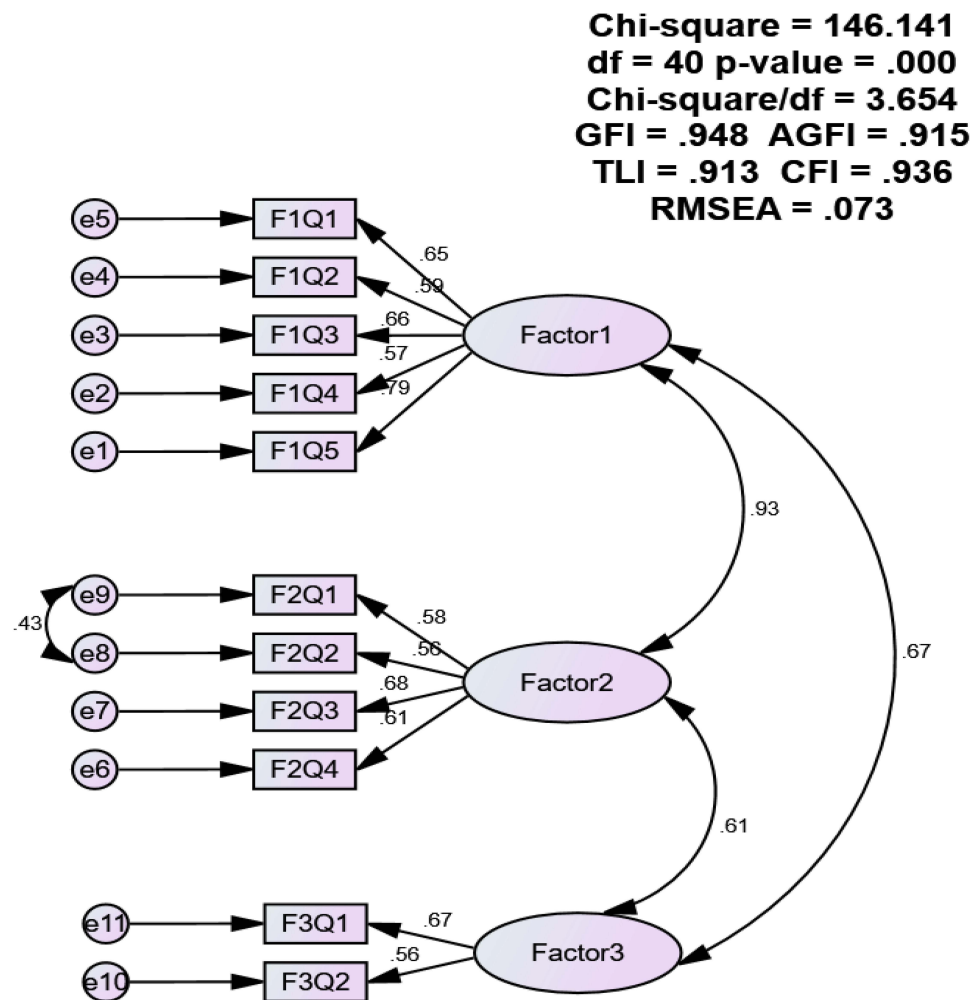 Chi-square = 146.141
df = 40 p-value = .000
Chi-square/df = 3.654
GFI = .948 AGFI = .915
TLI = .913 CFI = .936
RMSEA = .073
e5 F1Q1
.65
e4 F1Q2
.59
e3 F1Q3 .66 Factor1
.57
e2 F1Q4 .79
e1 F1Q5
.93
e9 F2Q1
.58
.43
e8 F2Q2 .56 .67
.68 Factor2
e7 F2Q3 .61
e6 F2Q4
.61
e11 F3Q1 .67
.56 Factor3
e10 F3Q2